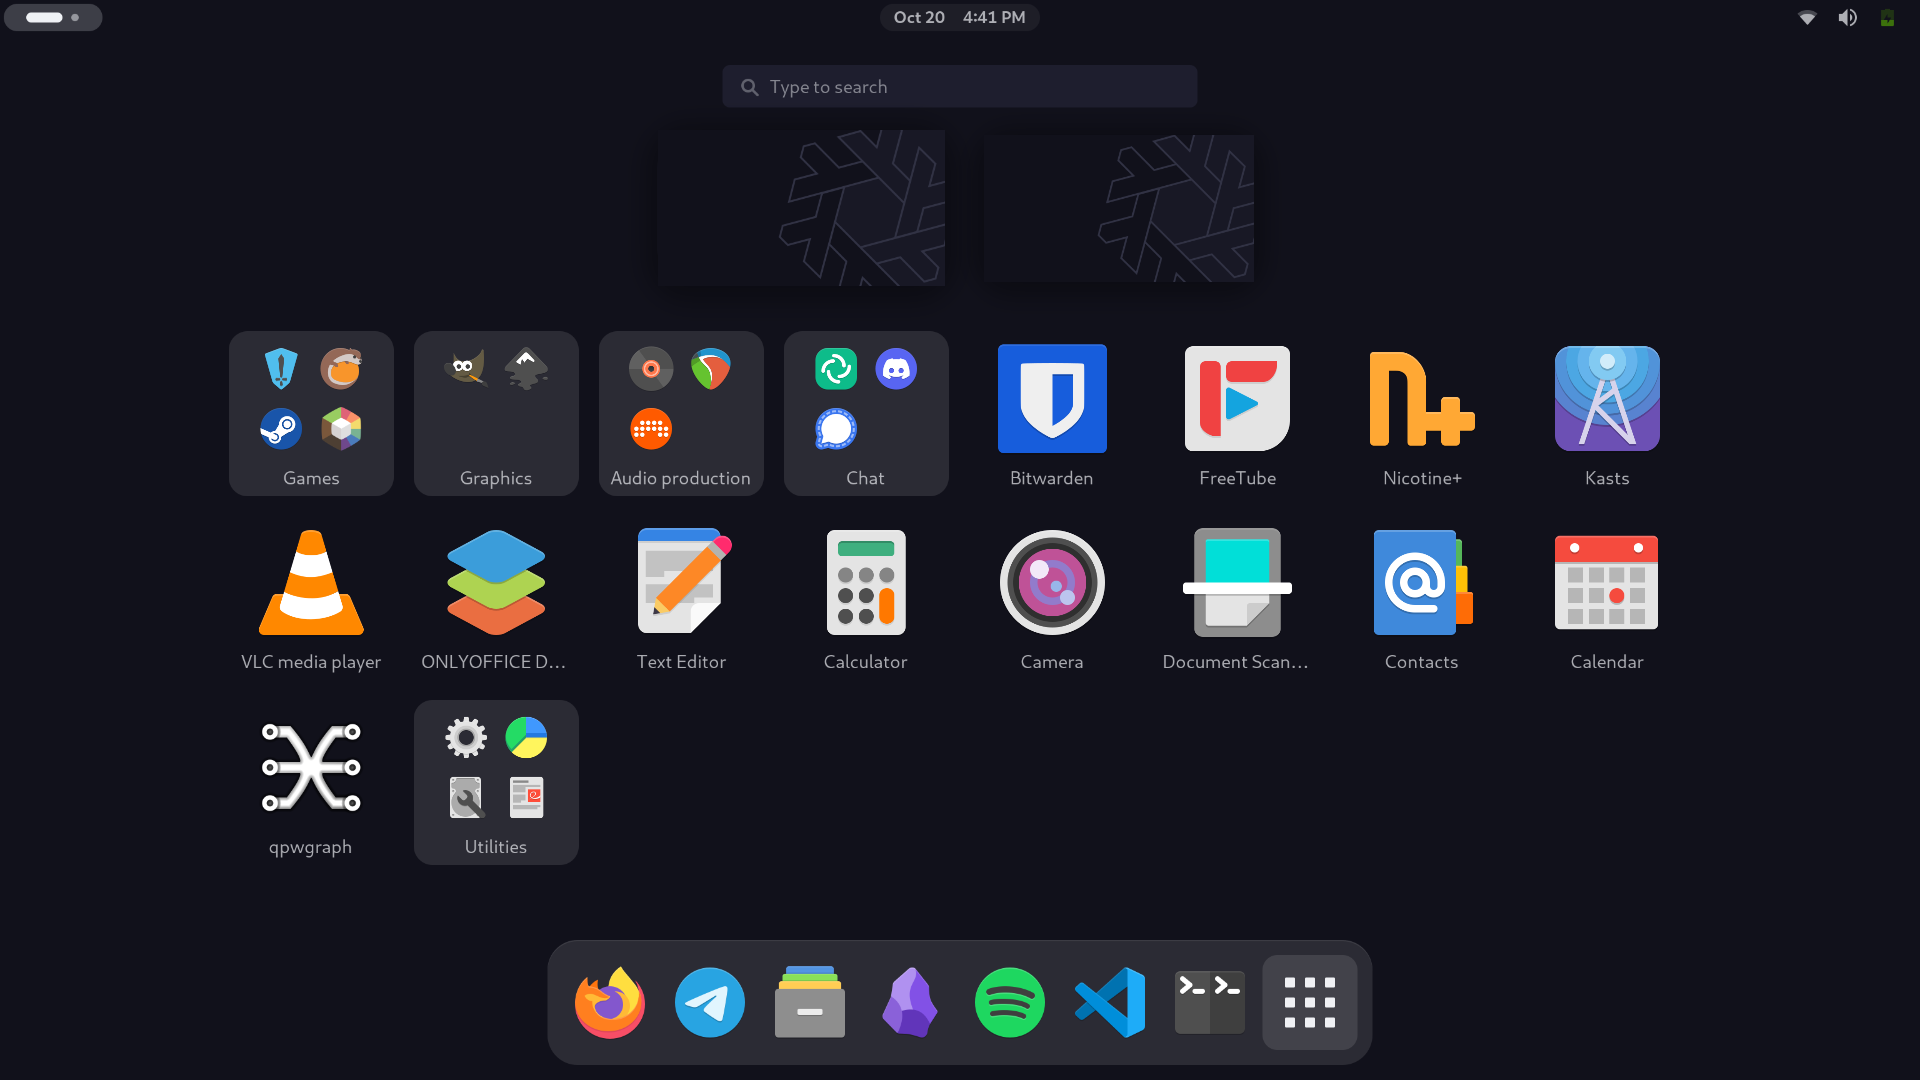 Oct 20 4:41 PM
Type to search
Games
Graphics
Audio production
Chat
Bitwarden
FreeTube
Nicotine+
Kasts
VLC media player
ONLYOFFICE D...
Text Editor
Calculator
Camera
Document Scan...
Contacts
Calendar
qpwgraph
Utilities